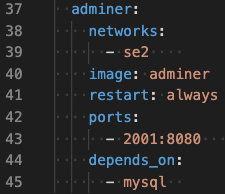 37 adminer:
38 networks:
39 - se2
40 image: adminer
41 restart: always
42 ports:
43 - 2001:8080
44 depends_on:
45 - mysql